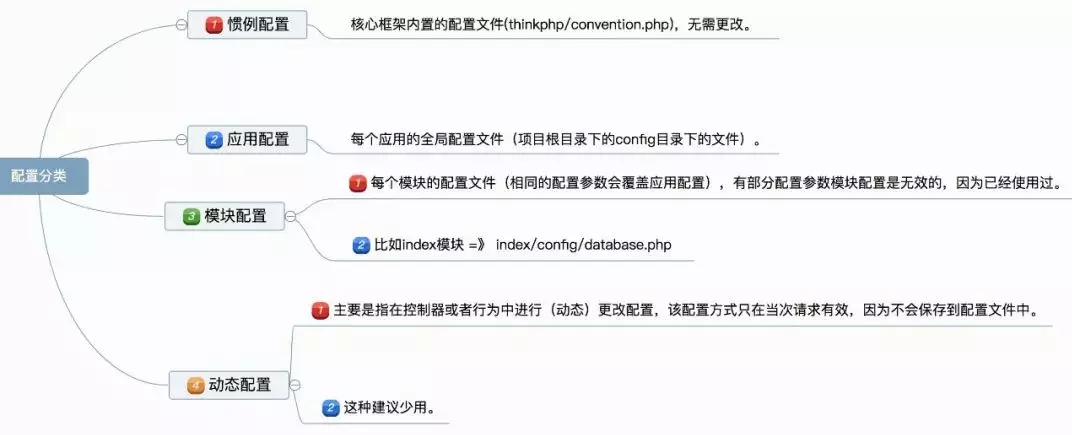 配置分类
1 惯例配置
核心框架内置的配置文件(thinkphp/convention.php)，无需更改。
2 应用配置
每个应用的全局配置文件（项目根目录下的config目录下的文件）。
3 模块配置
1 每个模块的配置文件（相同的配置参数会覆盖应用配置），有部分配置参数模块配置是无效的，因为已经使用过。
2 比如index模块 =》 index/config/database.php
4 动态配置
1 主要是指在控制器或者行为中进行（动态）更改配置，该配置方式只在当次请求有效，因为不会保存到配置文件中。
2 这种建议少用。